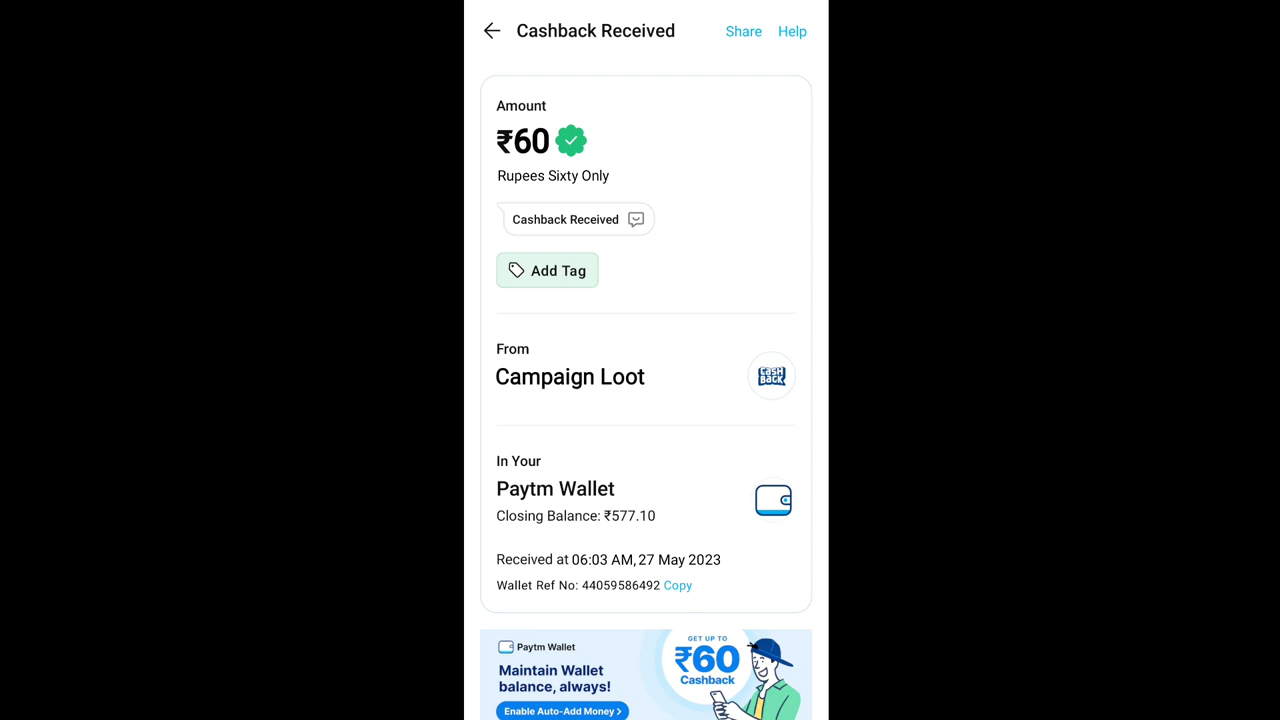 Cashback Received
Share
Help
Amount
₹60
Rupees Sixty Only
Cashback Received
Add Tag
From
Campaign Loot
CASH
BACK
In Your
Paytm Wallet
Closing Balance: ₹577.10
Received at 06:03 AM, 27 May 2023
Wallet Ref No: 44059586492 Copy
Paytm Wallet
Maintain Wallet
balance, always!
Enable Auto-Add Money >
GET UP TO
₹60
Cashback